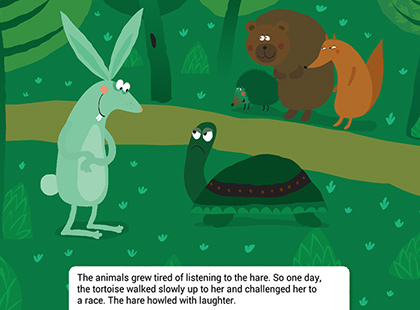 The animals grew tired of listening to the hare. So one day,
the tortoise walked slowly up to her and challenged her to
a race. The hare howled with laughter.